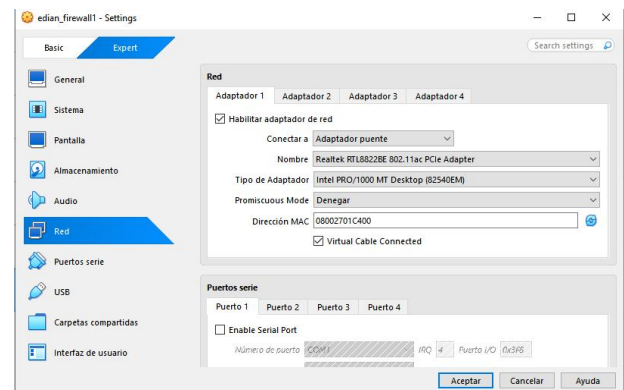 edian_firewall1 - Settings
Basic Expert Search settings
General
Sistema
Pantalla
Almacenamiento
Audio
Red
Puertos serie
USB
Carpetas compartidas
Interfaz de usuario
Red
Adaptador 1 Adaptador 2 Adaptador 3 Adaptador 4
Habilitar adaptador de red
Conectar a Adaptador puente
Nombre Realtek RTL8822BE 802.11ac PCIe Adapter
Tipo de Adaptador Intel PRO/1000 MT Desktop (82540EM)
Promiscuous Mode Denegar
Dirección MAC 08002701C400
Virtual Cable Connected
Puertos serie
Puerto 1 Puerto 2 Puerto 3 Puerto 4
Enable Serial Port
Número de puerto COM1 IRQ 4 Puerto I/O 0x3F8
Aceptar Cancelar Ayuda